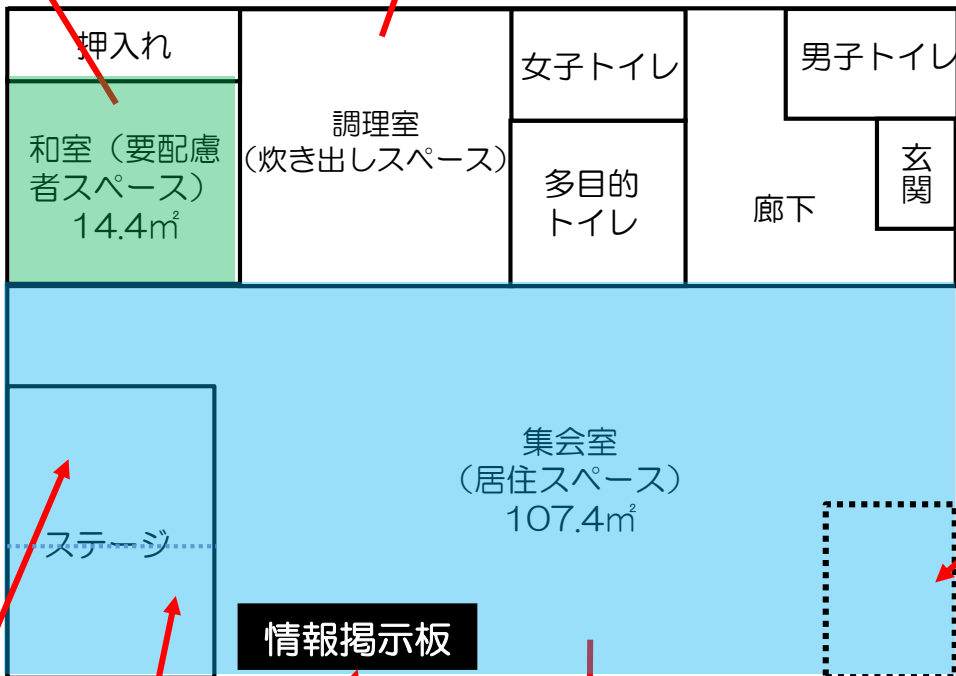 押入れ
和室（要配慮
者スペース）
14.4㎡
調理室
（炊き出しスペース）
女子トイレ
多目的
トイレ
男子トイレ
玄
関
廊下
集会室
（居住スペース）
107.4㎡
ステージ
情報掲示板